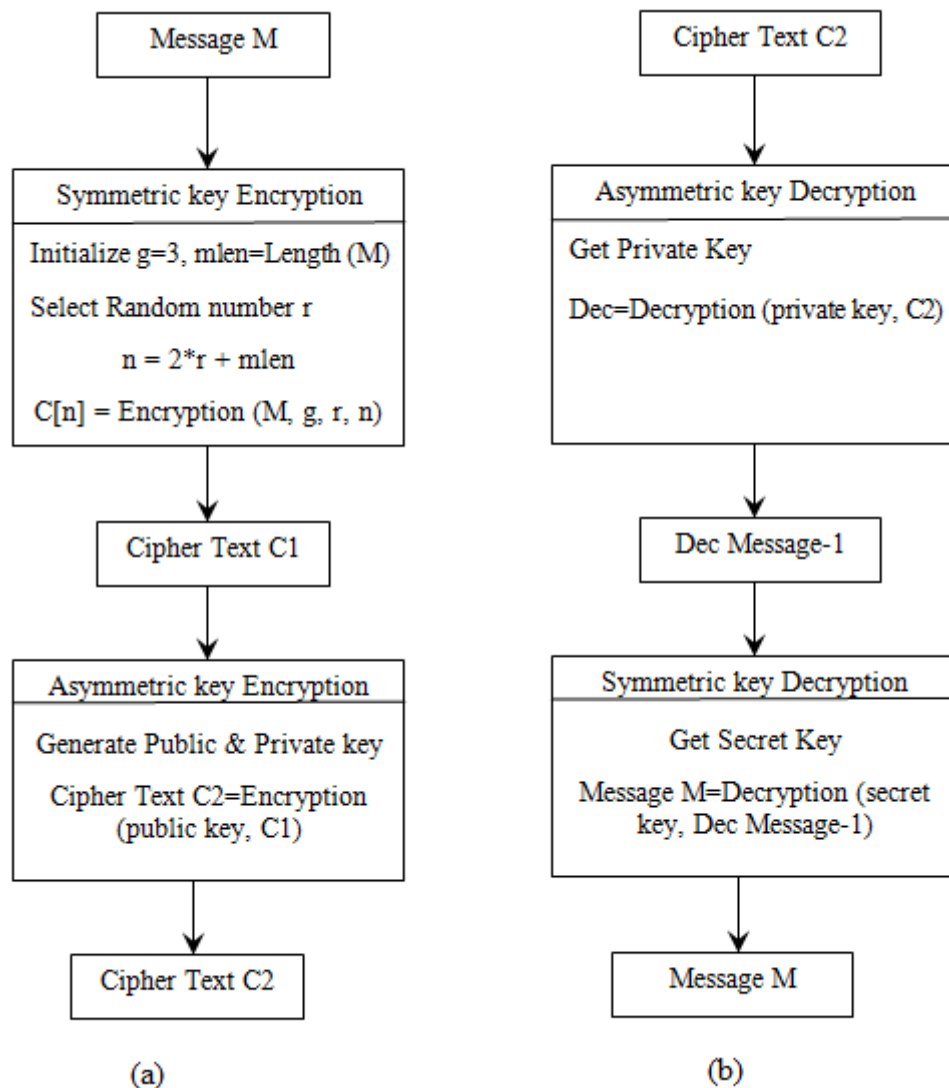 Message M
Symmetric key Encryption
Initialize g=3, mlen=Length (M)
Select Random number r
n = 2*r + mlen
C[n] = Encryption (M, g, r, n)
Cipher Text C1
Asymmetric key Encryption
Generate Public & Private key
Cipher Text C2=Encryption
(public key, C1)
Cipher Text C2
(a)
Cipher Text C2
Asymmetric key Decryption
Get Private Key
Dec=Decryption (private key, C2)
Dec Message-1
Symmetric key Decryption
Get Secret Key
Message M=Decryption (secret
key, Dec Message-1)
Message M
(b)